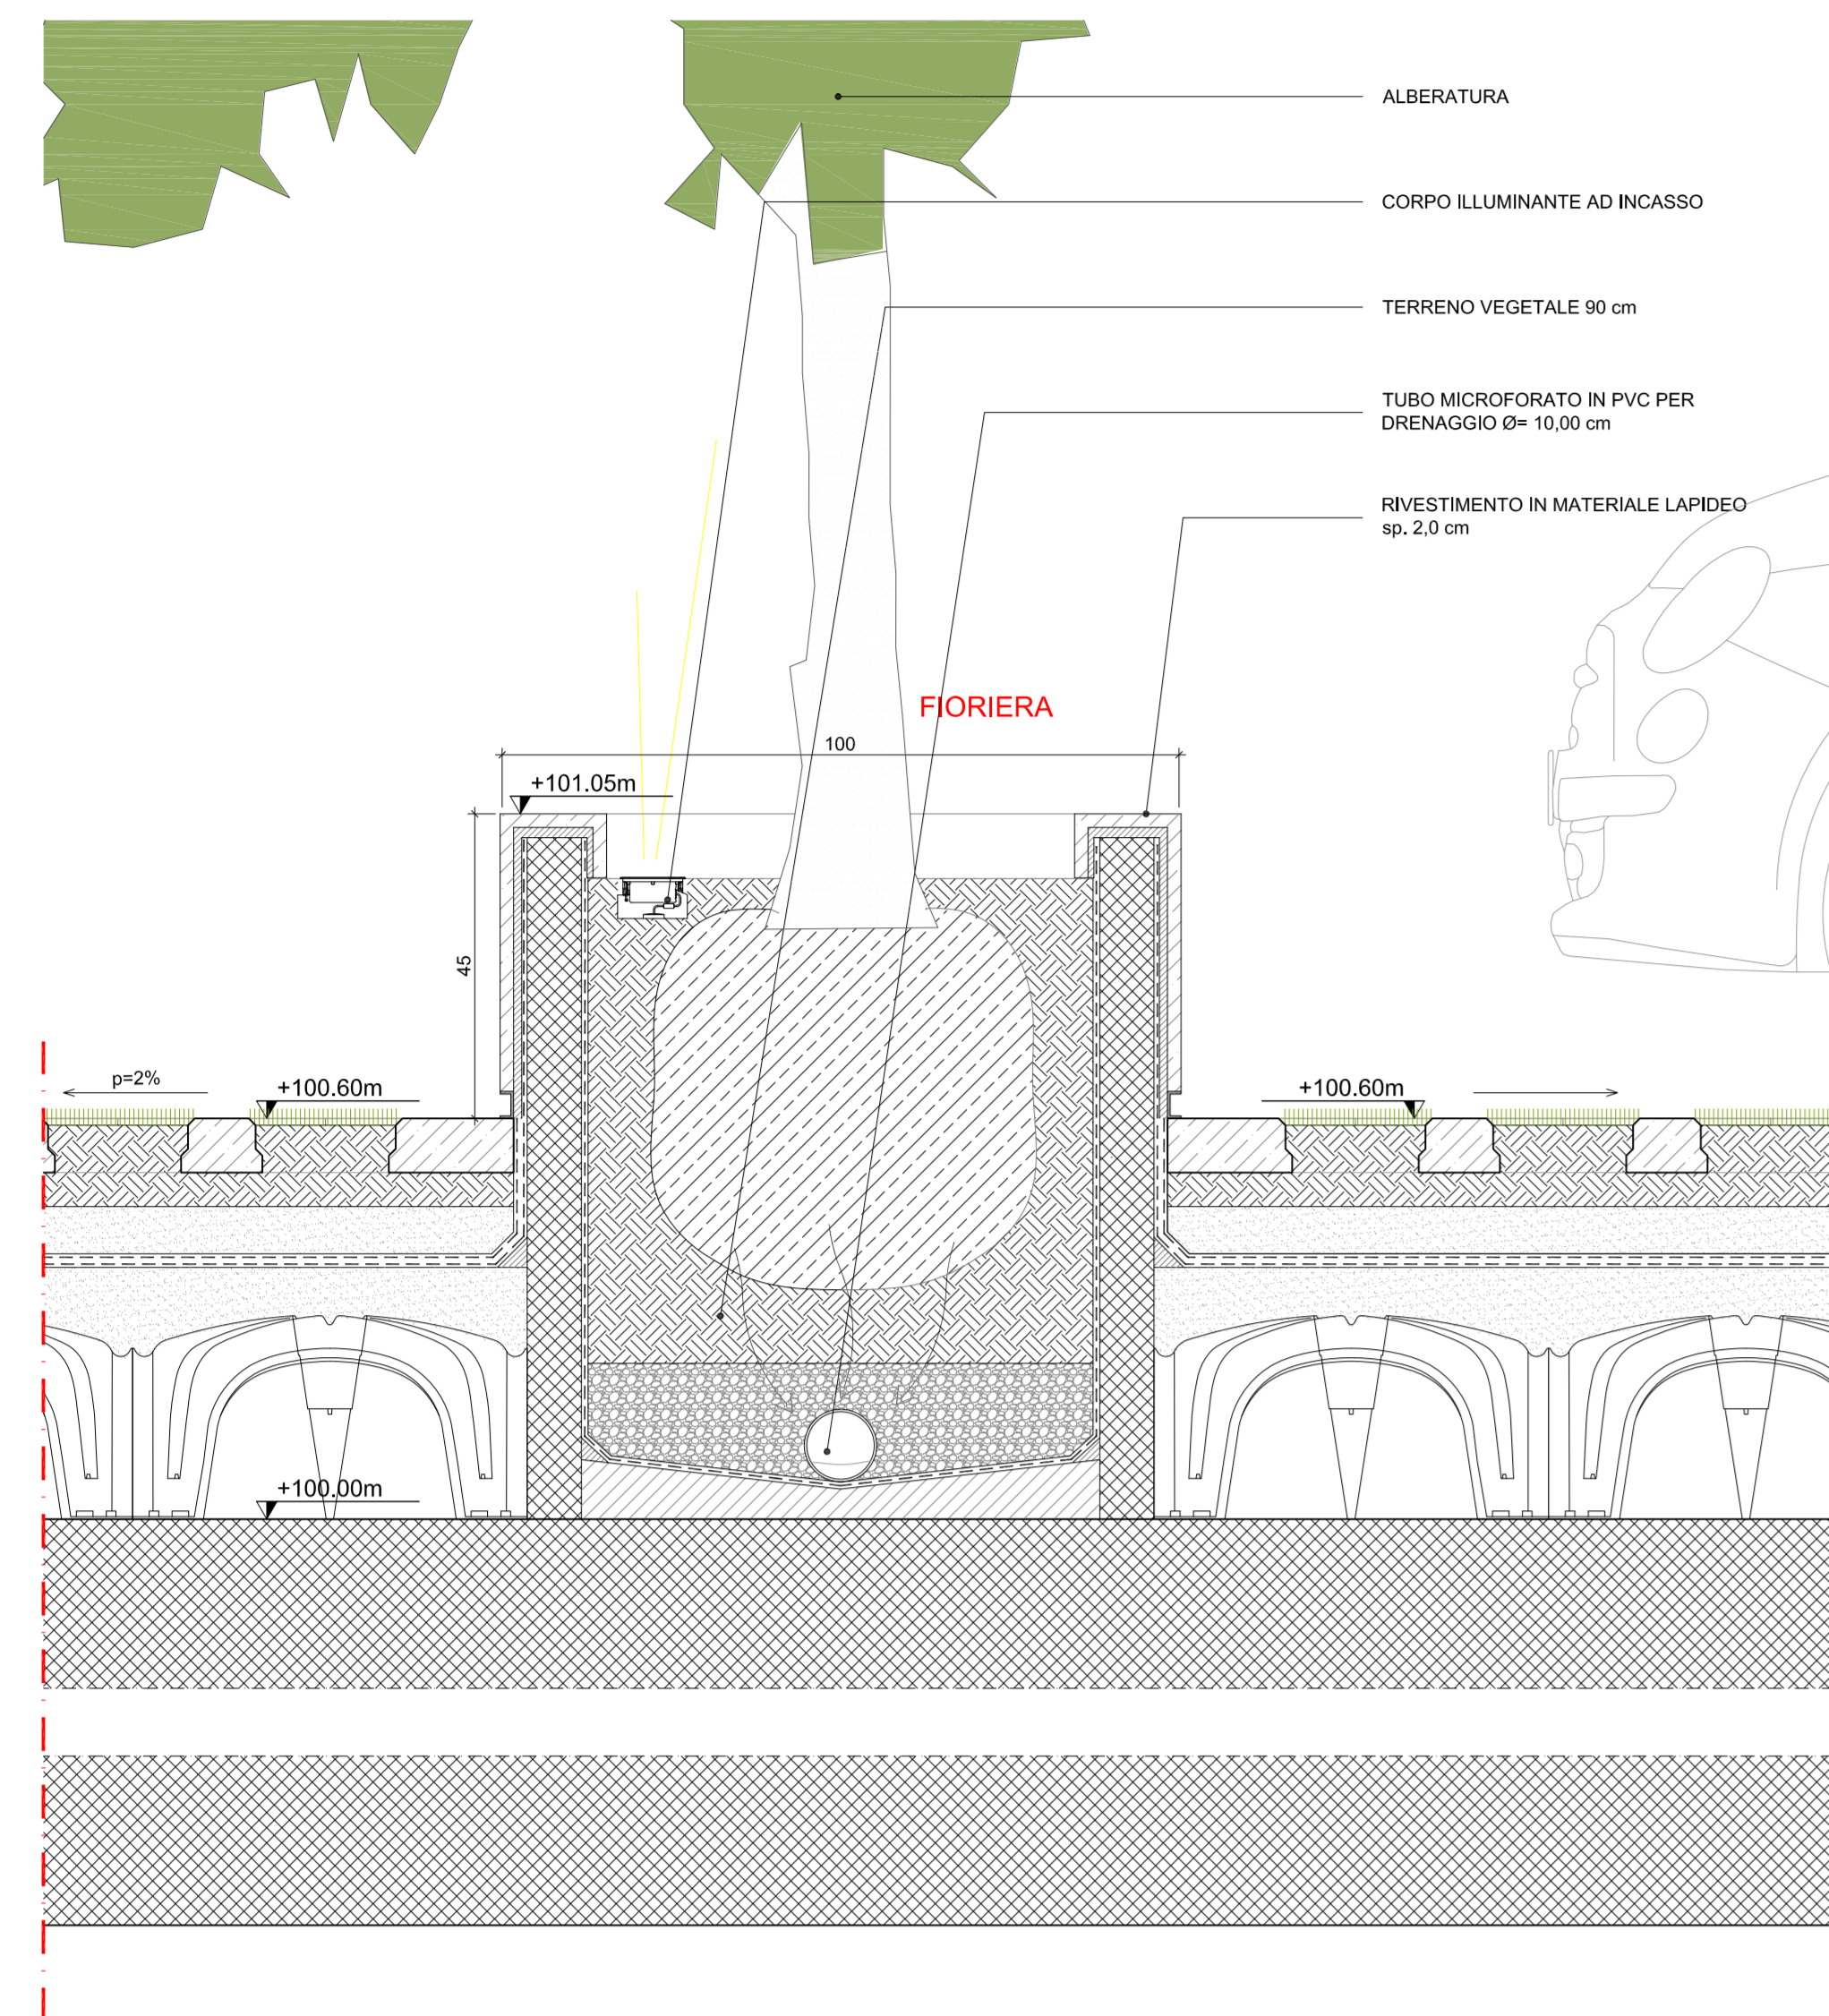 ALBERATURA
CORPO ILLUMINANTE AD INCASSO
TERRENO VEGETALE 90 cm
TUBO MICROFORATO IN PVC PER
DRENAGGIO Ø= 10,00 cm
RIVESTIMENTO IN MATERIALE LAPIDEO
sp. 2,0 cm
FIORIERA
100
+101.05m
45
p=2%
+100.60m
+100.60m
+100.00m